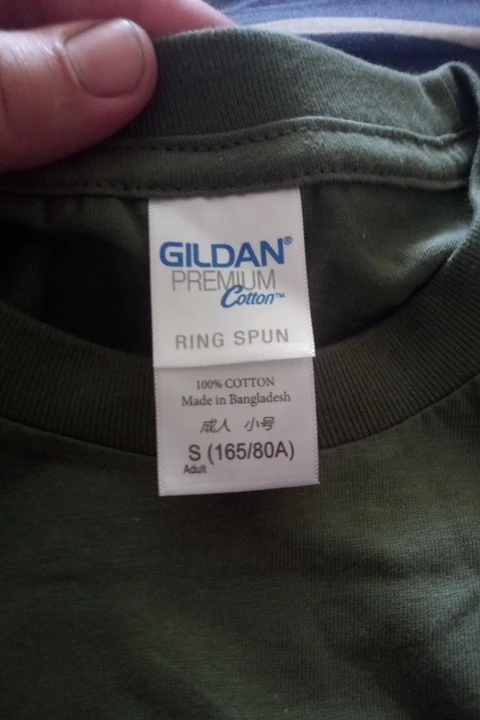 GILDAN®
PREMIUM
Cotton™
RING SPUN
100% COTTON
Made in Bangladesh
成人 小号
S (165/80A)
Adult